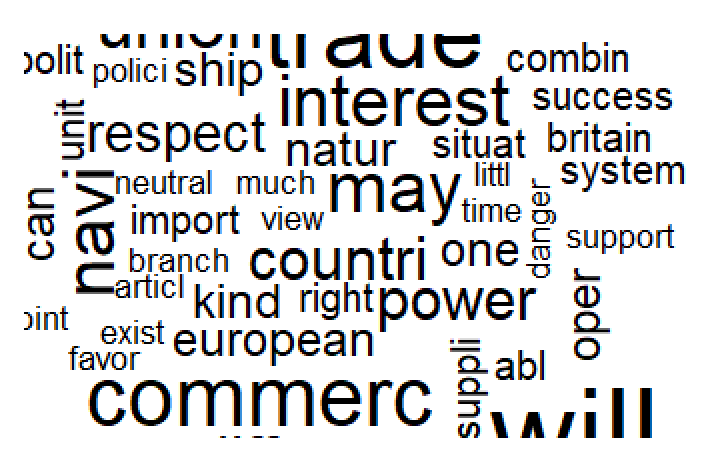 union trade
polit polici ship combin
interest success
unit respect natur situat britain
can navi neutral much may littl system
import view time danger support
branch countri one
articl kind right power oper
exist european
favor suppli abl
commerc will